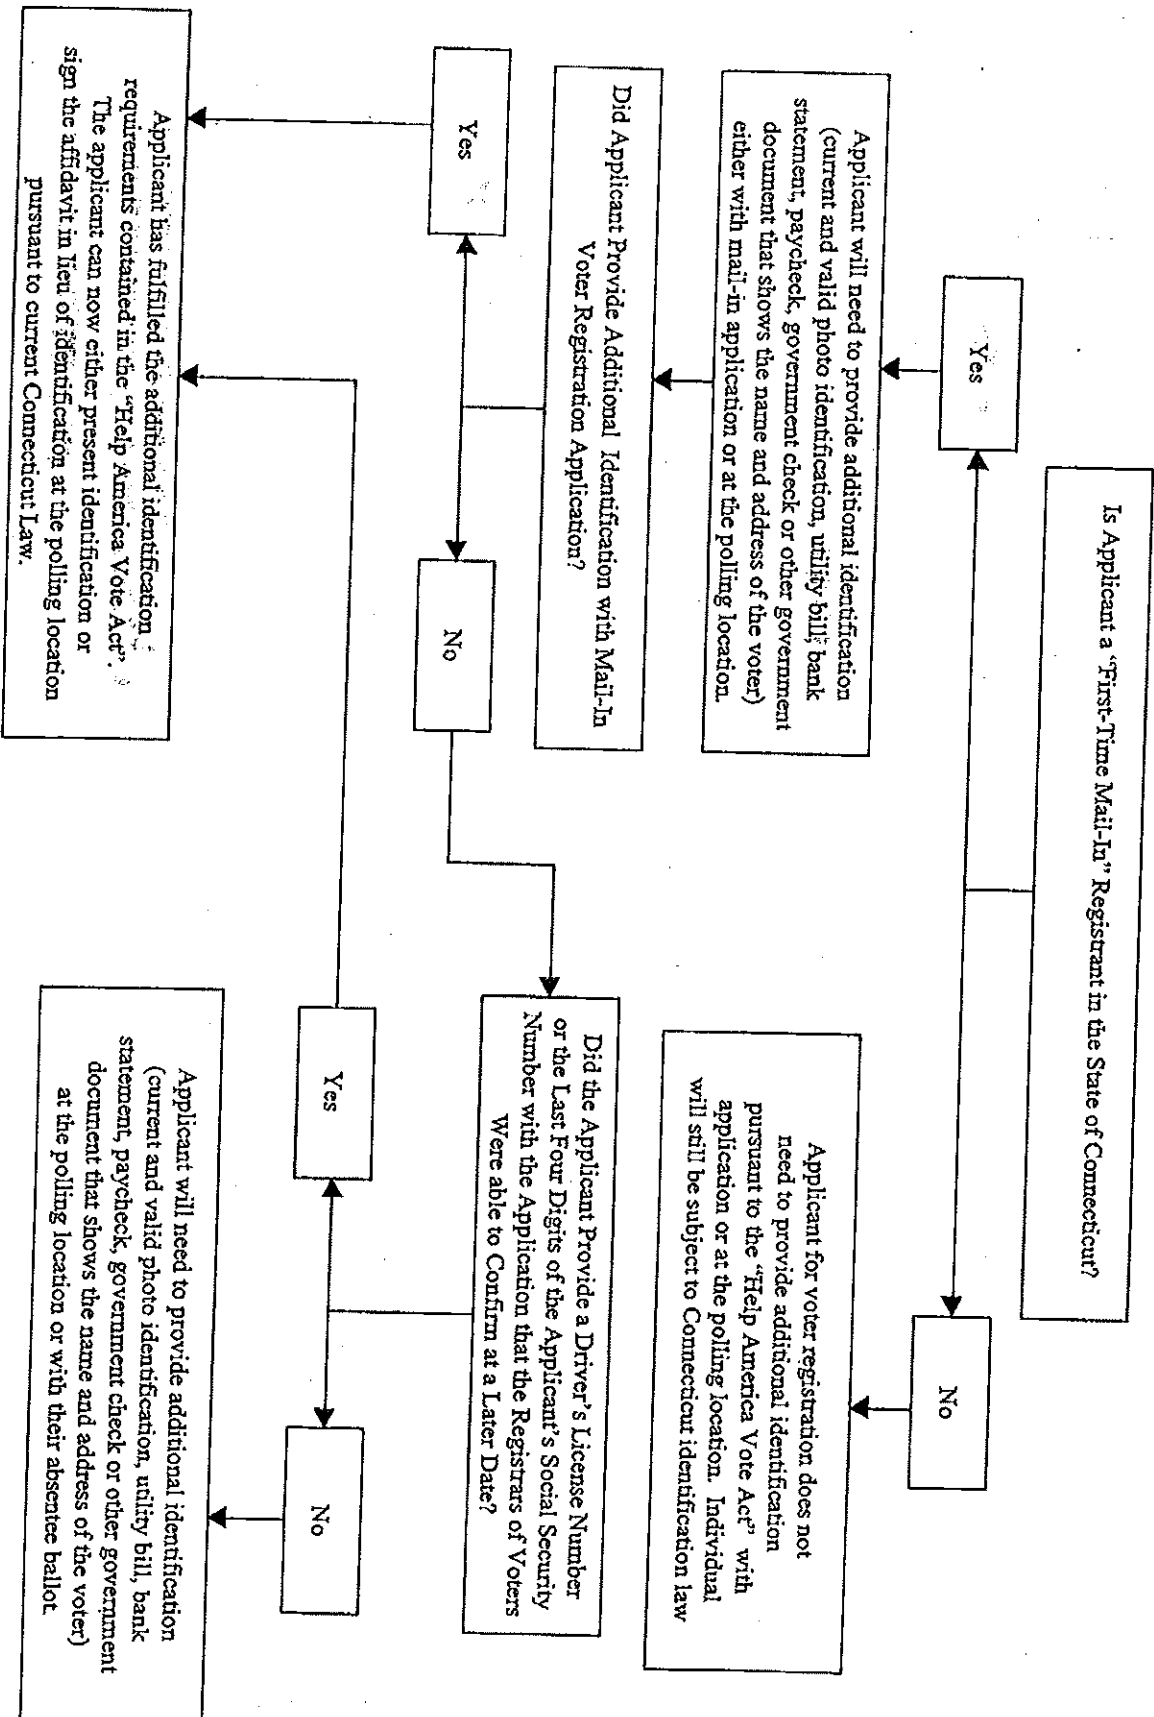 Is Applicant a "First-Time Mail-In" Registrant in the State of Connecticut?
Yes
No
Applicant will need to provide additional identification
(current and valid photo identification, utility bill, bank
statement, paycheck, government check or other government
document that shows the name and address of the voter)
either with mail-in application or at the polling location.
Applicant for voter registration does not
need to provide additional identification
pursuant to the "Help America Vote Act" with
application or at the polling location. Individual
will still be subject to Connecticut identification law
Did Applicant Provide Additional Identification with Mail-In
Voter Registration Application?
Yes
No
Did the Applicant Provide a Driver's License Number
or the Last Four Digits of the Applicant's Social Security
Number with the Application that the Registrars of Voters
Were able to Confirm at a Later Date?
Yes
No
Applicant has fulfilled the additional identification
requirements contained in the "Help America Vote Act".
The applicant can now either present identification or
sign the affidavit in lieu of identification at the polling location
pursuant to current Connecticut Law.
Applicant will need to provide additional identification
(current and valid photo identification, utility bill, bank
statement, paycheck, government check or other government
document that shows the name and address of the voter)
at the polling location or with their absentee ballot.